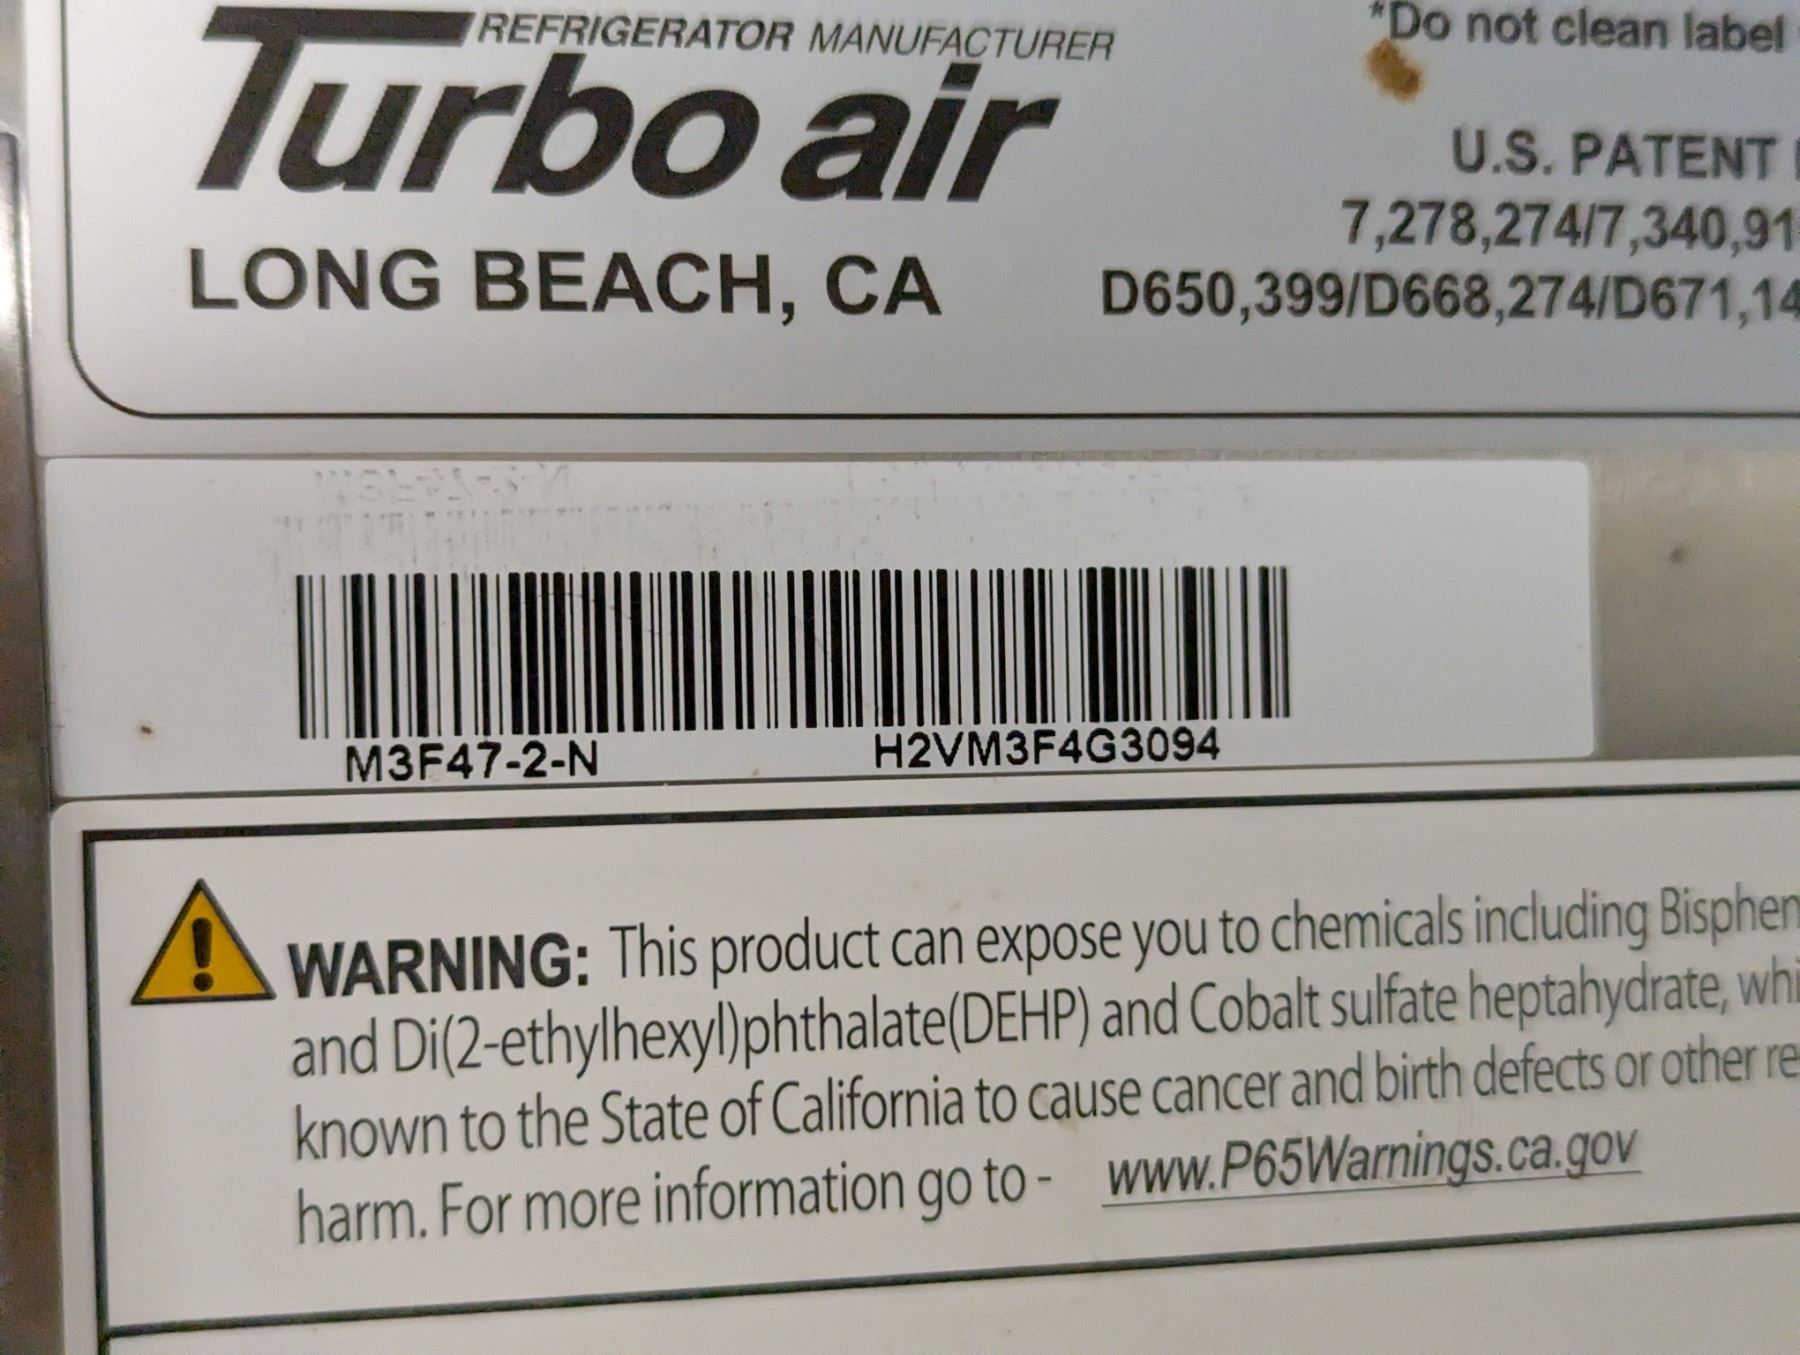 REFRIGERATOR MANUFACTURER
*Do not clean label
Turbo air
U.S. PATENT
7,278,274/7,340,91
LONG BEACH, CA
D650,399/D668,274/D671,14
M3F47-2-N
H2VM3F4G3094
WARNING: This product can expose you to chemicals including Bisphen
and Di(2-ethylhexyl)phthalate(DEHP) and Cobalt sulfate heptahydrate, whi
known to the State of California to cause cancer and birth defects or other re
harm. For more information go to - www.P65Warnings.ca.gov